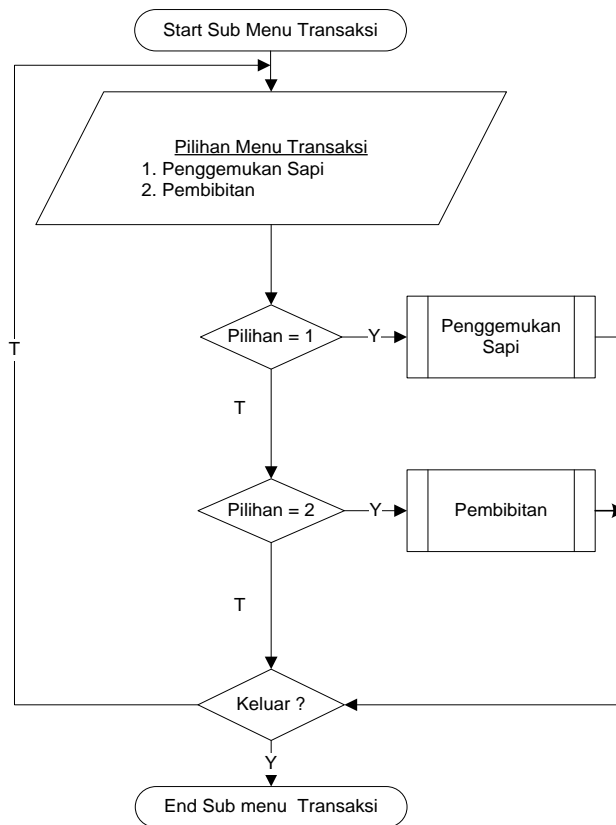 Start Sub Menu Transaksi
Pilihan Menu Transaksi
1. Penggemukan Sapi
2. Pembibitan
Pilihan = 1
Y
Penggemukan
Sapi
T
T
Pilihan = 2
Y
Pembibitan
T
Keluar ?
Y
End Sub menu Transaksi